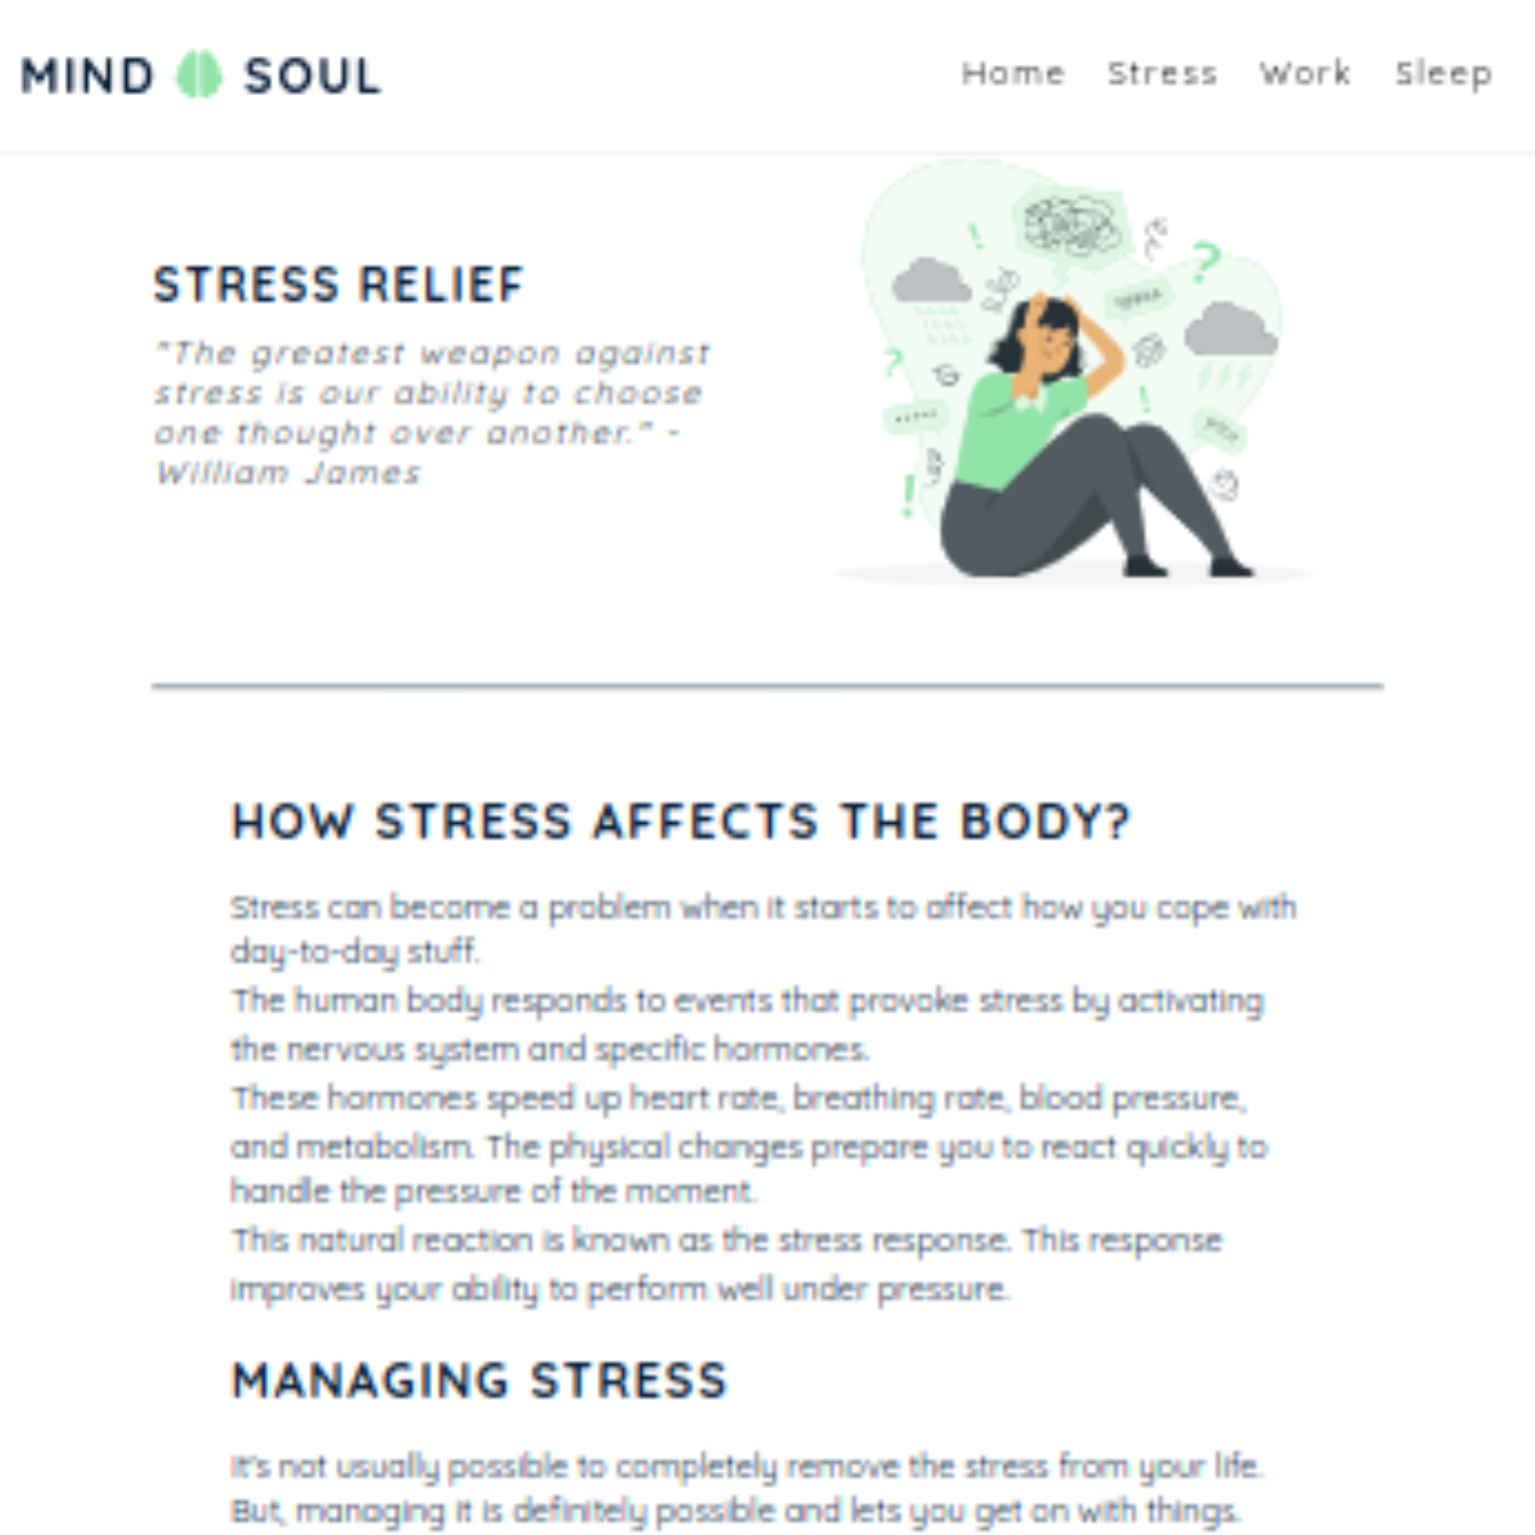 MIND SOUL
Home Stress Work Sleep
STRESS RELIEF
"The greatest weapon against
stress is our ability to choose
one thought over another." -
William James
HOW STRESS AFFECTS THE BODY?
Stress can become a problem when it starts to affect how you cope with
day-to-day stuff.
The human body responds to events that provoke stress by activating
the nervous system and specific hormones.
These hormones speed up heart rate, breathing rate, blood pressure,
and metabolism. The physical changes prepare you to react quickly to
handle the pressure of the moment.
This natural reaction is known as the stress response. This response
improves your ability to perform well under pressure.
MANAGING STRESS
It's not usually possible to completely remove the stress from your life.
But, managing it is definitely possible and lets you get on with things.